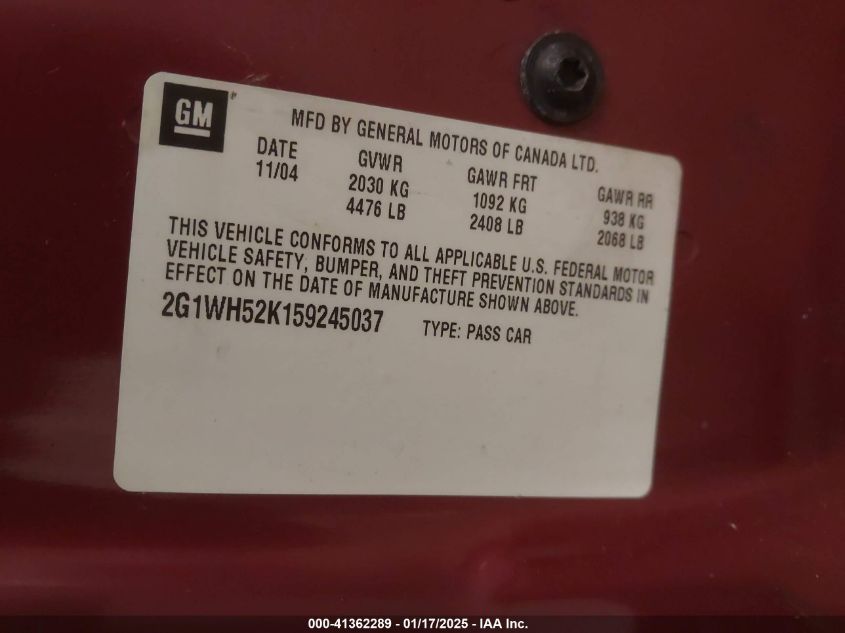 GM
MFD BY GENERAL MOTORS OF CANADA LTD.
DATE GVWR GAWR FRT GAWR RR
11/04 2030 KG 1092 KG 938 KG
4476 LB 2408 LB 2068 LB
THIS VEHICLE CONFORMS TO ALL APPLICABLE U.S. FEDERAL MOTOR
VEHICLE SAFETY, BUMPER, AND THEFT PREVENTION STANDARDS IN
EFFECT ON THE DATE OF MANUFACTURE SHOWN ABOVE.
2G1WH52K159245037 TYPE: PASS CAR
000-41362289 - 01/17/2025 - IAA Inc.